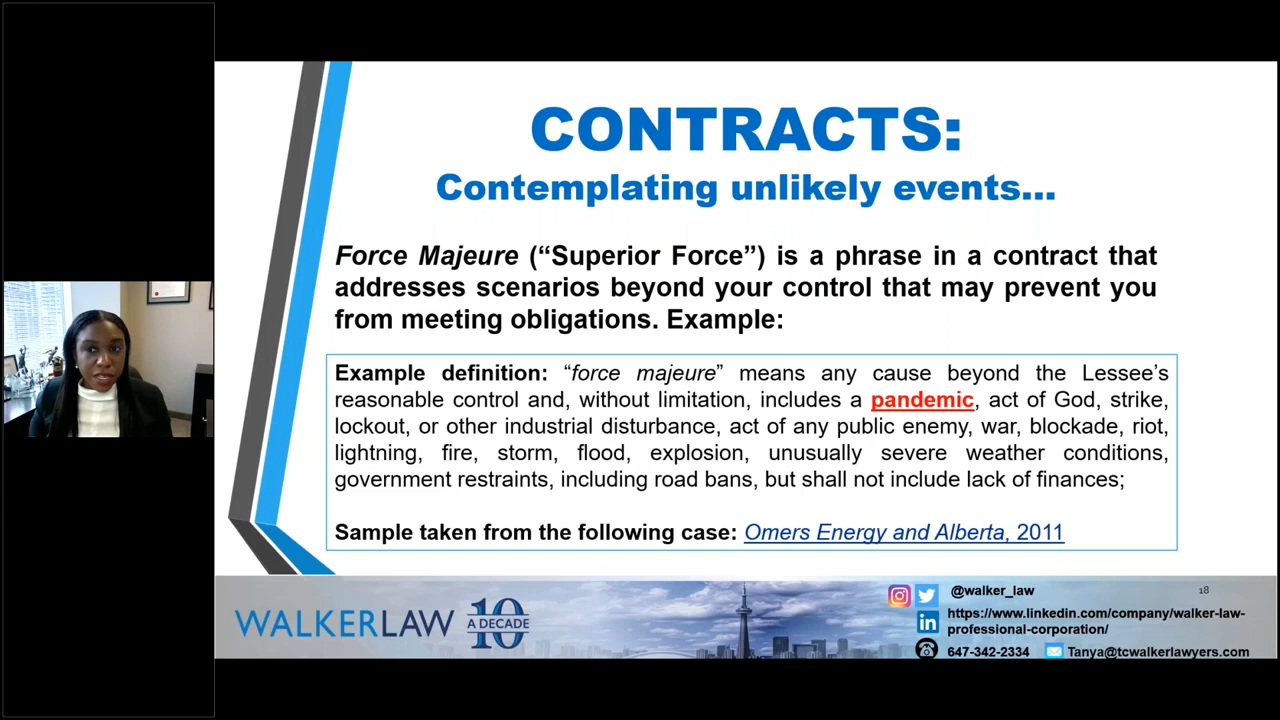 CONTRACTS:
Contemplating unlikely events...
Force Majeure (“Superior Force”) is a phrase in a contract that
addresses scenarios beyond your control that may prevent you
from meeting obligations. Example:
Example definition: “force majeure” means any cause beyond the Lessee’s
reasonable control and, without limitation, includes a pandemic, act of God, strike,
lockout, or other industrial disturbance, act of any public enemy, war, blockade, riot,
lightning, fire, storm, flood, explosion, unusually severe weather conditions,
government restraints, including road bans, but shall not include lack of finances;
Sample taken from the following case: Omers Energy and Alberta, 2011
WALKERLAW 10 A DECADE
@walker_law
18
https://www.linkedin.com/company/walker-law-
professional-corporation/
647-342-2334 Tanya@tcwalkerlawyers.com